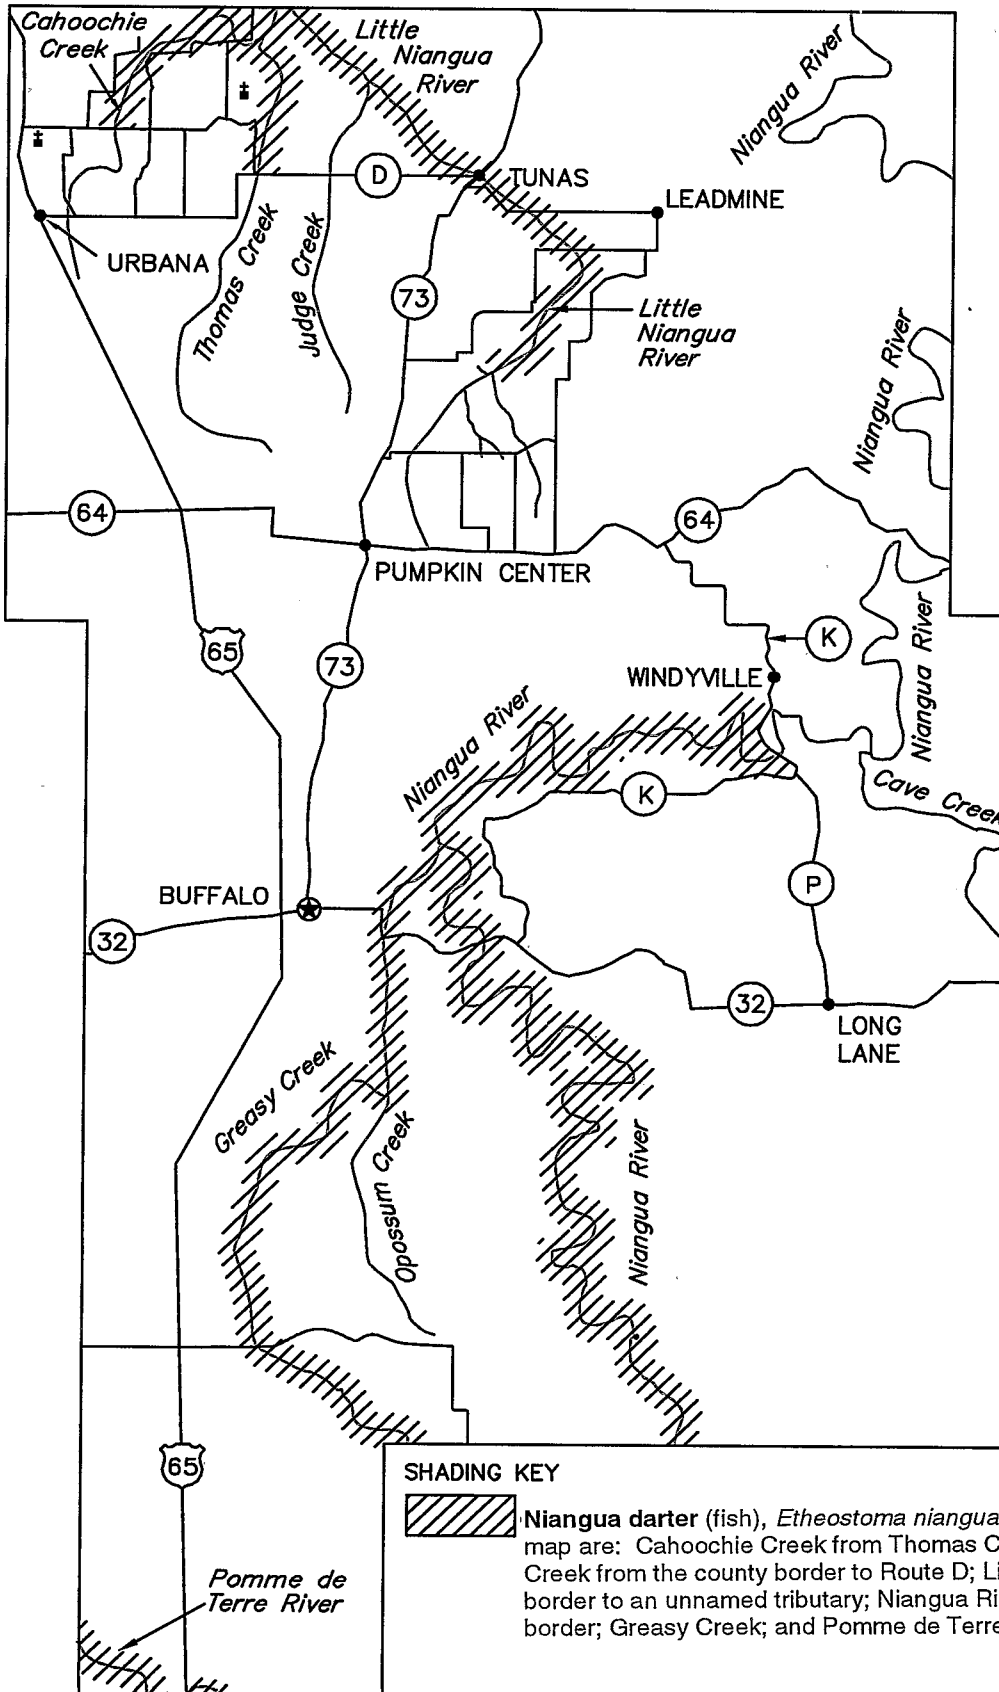 Cahoochie
Creek
Little
Niangua
River
Niangua River
D
TUNAS
LEADMINE
URBANA
Thomas Creek
Judge Creek
73
Little
Niangua
River
Niangua River
64
64
PUMPKIN CENTER
65
73
K
WINDYVILLE
Niangua River
Niangua River
K
Cave Creek
P
BUFFALO
32
32
LONG
LANE
Greasy Creek
Opossum Creek
Niangua River
65
SHADING KEY
Niangua darter (fish), Etheostoma niangua
map are: Cahoochie Creek from Thomas C
Creek from the county border to Route D; Li
border to an unnamed tributary; Niangua Ri
border; Greasy Creek; and Pomme de Terre
Pomme de
Terre River